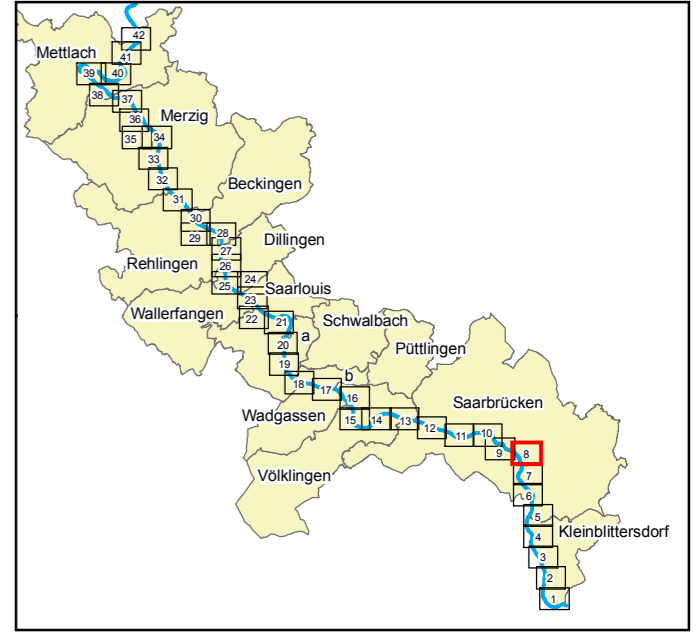 42
Mettlach
41
39
40
38
37
36
Merzig
35
34
33
32
Beckingen
31
30
29
28
Dillingen
27
Rehlingen
26
25
24
Saarlouis
23
Wallerfangen
22
21
Schwalbach
a
20
Püttlingen
19
b
18
17
16
Saarbrücken
Wadgassen
15
14
13
12
11
10
9
8
Völklingen
7
6
5
Kleinblittersdorf
4
3
2
1